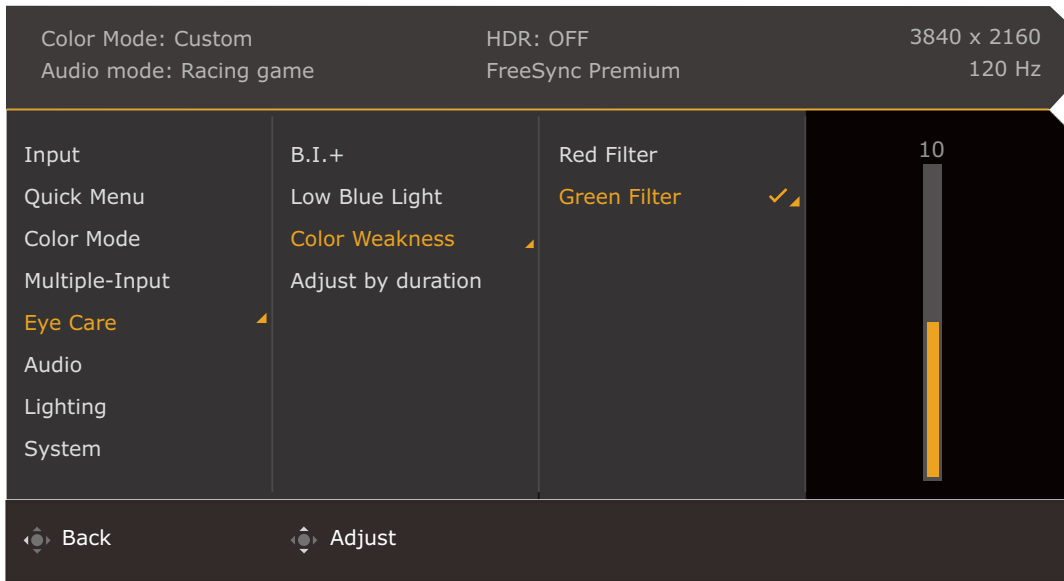 Color Mode: Custom
HDR: OFF
3840 x 2160
Audio mode: Racing game
FreeSync Premium
120 Hz
Input
Quick Menu
Color Mode
Multiple-Input
Eye Care
Audio
Lighting
System
B.I.+
Low Blue Light
Color Weakness
Adjust by duration
Red Filter
Green Filter
10
Back
Adjust